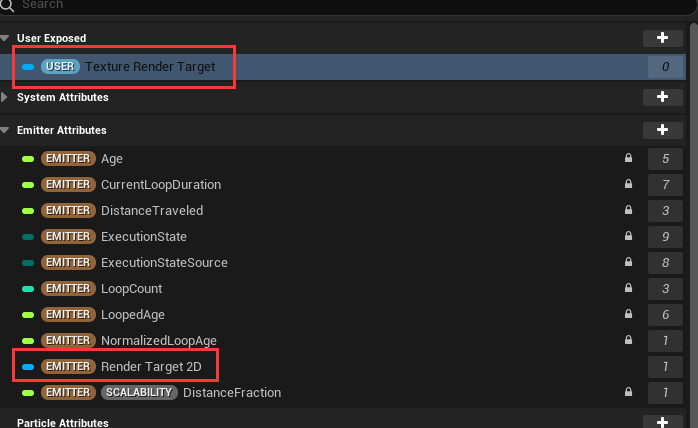 Search
User Exposed
USER Texture Render Target 0
System Attributes
Emitter Attributes
EMITTER Age 5
EMITTER CurrentLoopDuration 7
EMITTER DistanceTraveled 3
EMITTER ExecutionState 9
EMITTER ExecutionStateSource 8
EMITTER LoopCount 3
EMITTER LoopedAge 6
EMITTER NormalizedLoopAge 1
EMITTER Render Target 2D 1
EMITTER SCALABILITY DistanceFraction 1
Particle Attributes